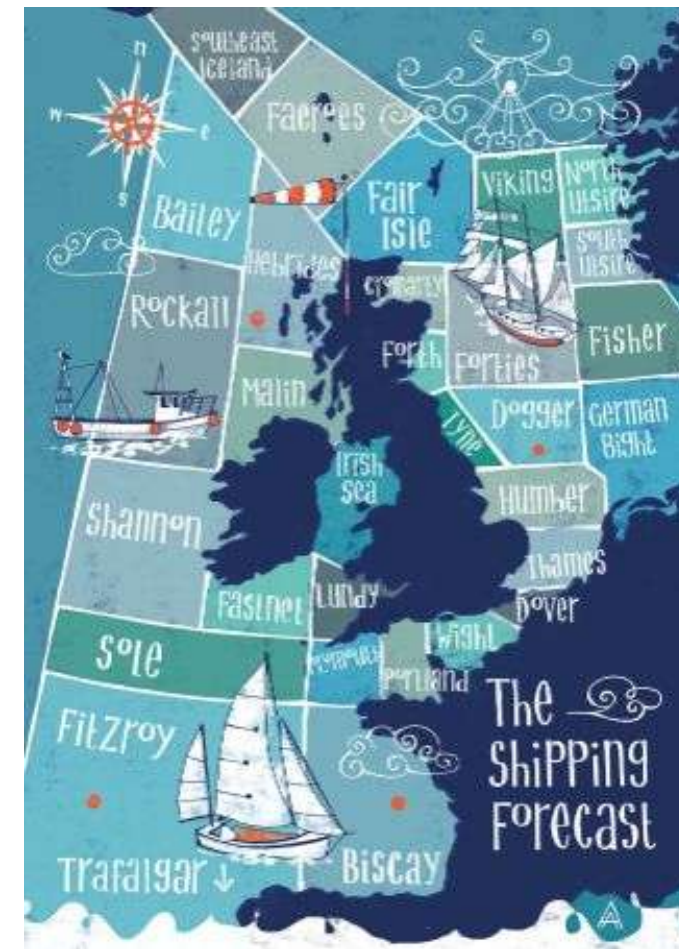 Southeast
Iceland
n
w
e
s
Faeroes
Bailey
Fair
Isle
Viking
North
Utsire
South
Utsire
Hebrides
Rockall
Cromarty
Forth
Forties
Fisher
Malin
Tyne
Dogger
German
Bight
Irish
Sea
Humber
Shannon
Thames
Fastnet
Lundy
Dover
Sole
Plymouth
Portland
Wight
Fitzroy
The
Shipping
Forecast
Trafalgar ↓
Biscay